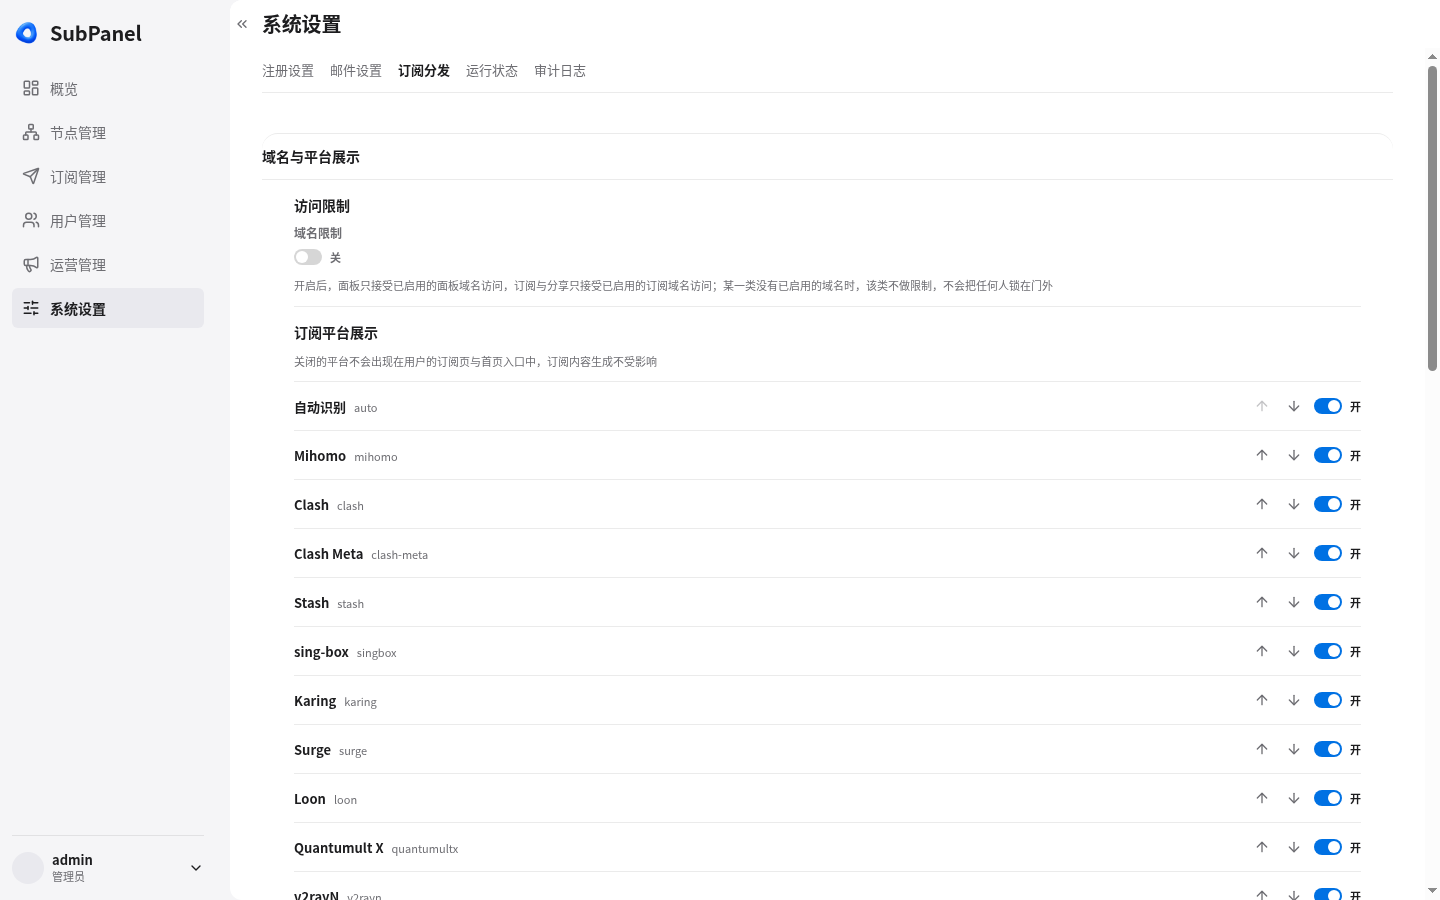 SubPanel
概览
节点管理
订阅管理
用户管理
运营管理
系统设置
admin
管理员
系统设置
注册设置 邮件设置 订阅分发 运行状态 审计日志
域名与平台展示
访问限制
域名限制
关
开启后，面板只接受已启用的面板域名访问，订阅与分享只接受已启用的订阅域名访问；某一类没有已启用的域名时，该类不做限制，不会把任何人锁在门外
订阅平台展示
关闭的平台不会出现在用户的订阅页与首页入口中，订阅内容生成不受影响
自动识别 auto 开
Mihomo mihomo 开
Clash clash 开
Clash Meta clash-meta 开
Stash stash 开
sing-box singbox 开
Karing karing 开
Surge surge 开
Loon loon 开
Quantumult X quantumultx 开
v2rayN v2rayn 开